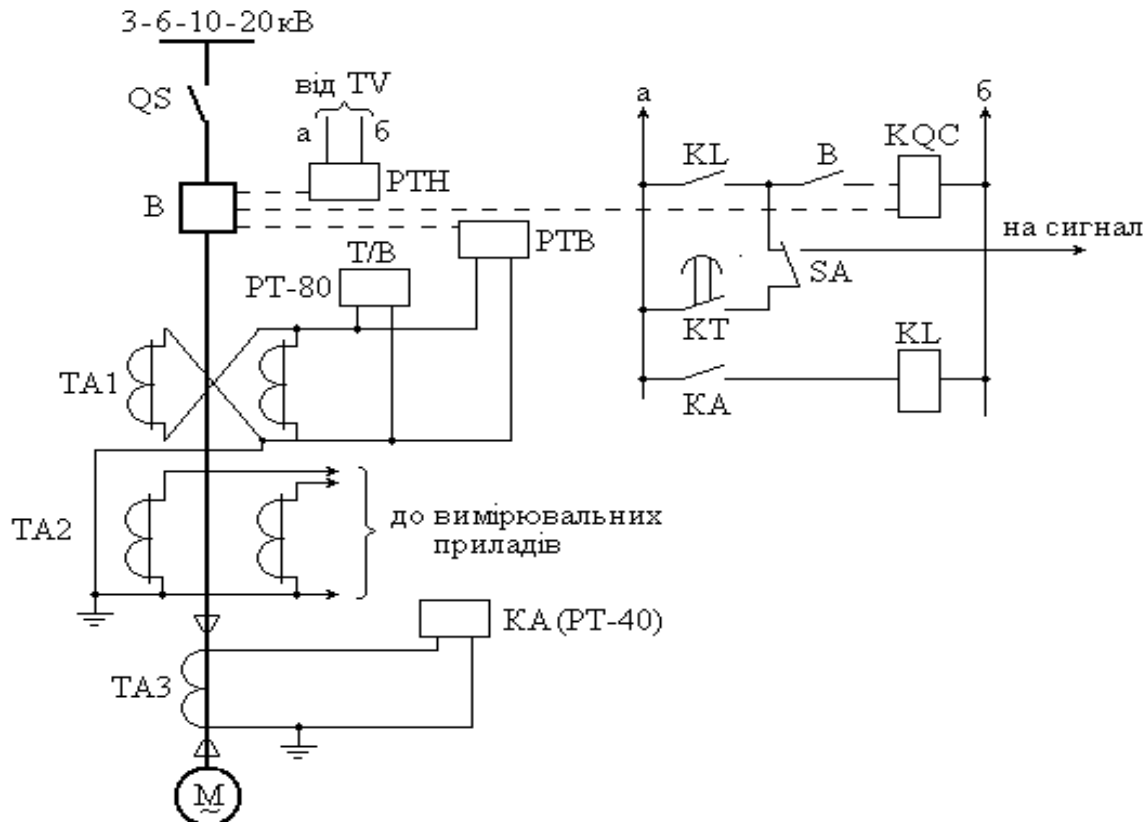 3-6-10-20кВ
QS
від TV
а б
РТН
В
РТВ
Т/В
РТ-80
ТА1
ТА2
до вимірювальних
приладів
КА (РТ-40)
ТА3
М
~
а б
KL В KQC
на сигнал
SA
КТ
KL
КА